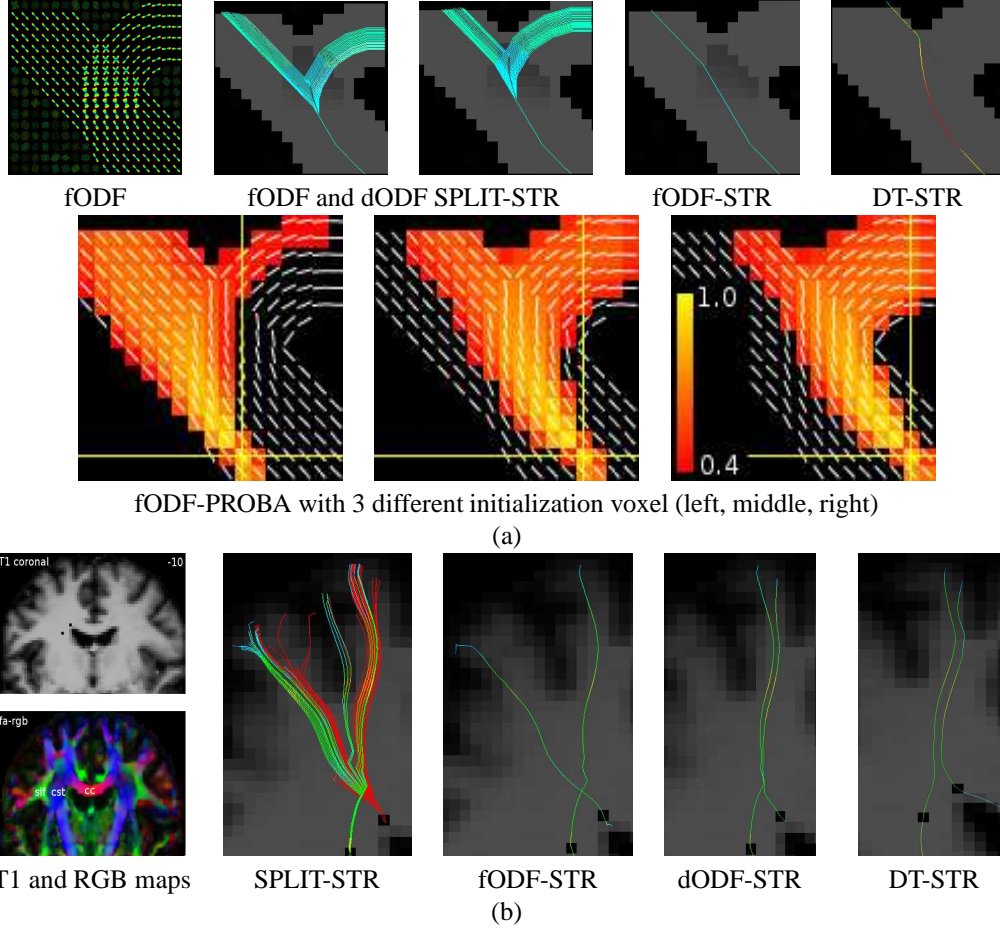 fODF
fODF and dODF SPLIT-STR
fODF-STR
DT-STR
1.0
0.4
fODF-PROBA with 3 different initialization voxel (left, middle, right)
(a)
T1 coronal
-10
fa-rgb
slf cst cc
T1 and RGB maps
SPLIT-STR
fODF-STR
dODF-STR
DT-STR
(b)